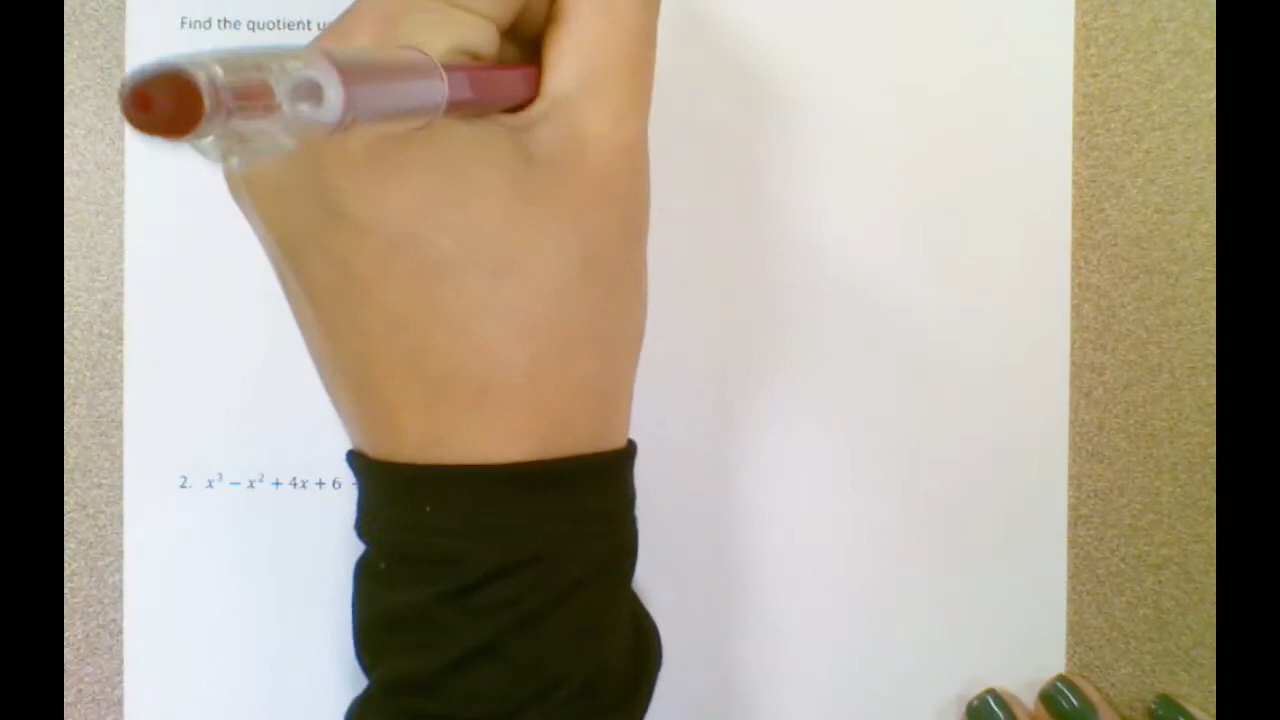 Find the quotient
2. x³ − x² + 4x + 6